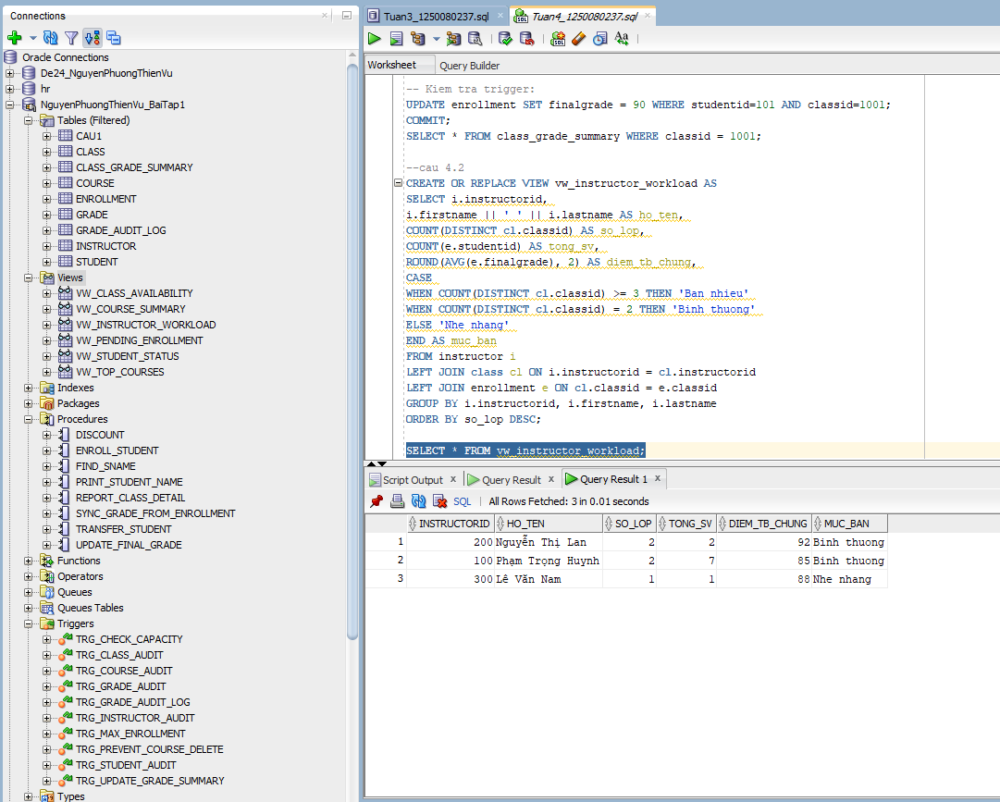 Connections
Oracle Connections
De24_NguyenPhuongThienVu
hr
NguyenPhuongThienVu_BaiTap1
Tables (Filtered)
CAU1
CLASS
CLASS_GRADE_SUMMARY
COURSE
ENROLLMENT
GRADE
GRADE_AUDIT_LOG
INSTRUCTOR
STUDENT
Views
VW_CLASS_AVAILABILITY
VW_COURSE_SUMMARY
VW_INSTRUCTOR_WORKLOAD
VW_PENDING_ENROLLMENT
VW_STUDENT_STATUS
VW_TOP_COURSES
Indexes
Packages
Procedures
DISCOUNT
ENROLL_STUDENT
FIND_SNAME
PRINT_STUDENT_NAME
REPORT_CLASS_DETAIL
SYNC_GRADE_FROM_ENROLLMENT
TRANSFER_STUDENT
UPDATE_FINAL_GRADE
Functions
Operators
Queues
Queues Tables
Triggers
TRG_CHECK_CAPACITY
TRG_CLASS_AUDIT
TRG_COURSE_AUDIT
TRG_GRADE_AUDIT
TRG_GRADE_AUDIT_LOG
TRG_INSTRUCTOR_AUDIT
TRG_MAX_ENROLLMENT
TRG_PREVENT_COURSE_DELETE
TRG_STUDENT_AUDIT
TRG_UPDATE_GRADE_SUMMARY
Types
Tuan3_1250080237.sql Tuan4_1250080237.sql
Worksheet Query Builder
-- Kiem tra trigger:
UPDATE enrollment SET finalgrade = 90 WHERE studentid=101 AND classid=1001;
COMMIT;
SELECT * FROM class_grade_summary WHERE classid = 1001;
--cau 4.2
CREATE OR REPLACE VIEW vw_instructor_workload AS
SELECT i.instructorid,
i.firstname || ' ' || i.lastname AS ho_ten,
COUNT(DISTINCT cl.classid) AS so_lop,
COUNT(e.studentid) AS tong_sv,
ROUND(AVG(e.finalgrade), 2) AS diem_tb_chung,
CASE
WHEN COUNT(DISTINCT cl.classid) >= 3 THEN 'Ban nhieu'
WHEN COUNT(DISTINCT cl.classid) = 2 THEN 'Binh thuong'
ELSE 'Nhe nhang'
END AS muc_ban
FROM instructor i
LEFT JOIN class cl ON i.instructorid = cl.instructorid
LEFT JOIN enrollment e ON cl.classid = e.classid
GROUP BY i.instructorid, i.firstname, i.lastname
ORDER BY so_lop DESC;
SELECT * FROM vw_instructor_workload;
Script Output x Query Result x Query Result 1 x
SQL | All Rows Fetched: 3 in 0.01 seconds
INSTRUCTORID HO_TEN SO_LOP TONG_SV DIEM_TB_CHUNG MUC_BAN
1 200 Nguyễn Thị Lan 2 2 92 Binh thuong
2 100 Phạm Trọng Huynh 2 7 85 Binh thuong
3 300 Lê Văn Nam 1 1 88 Nhe nhang